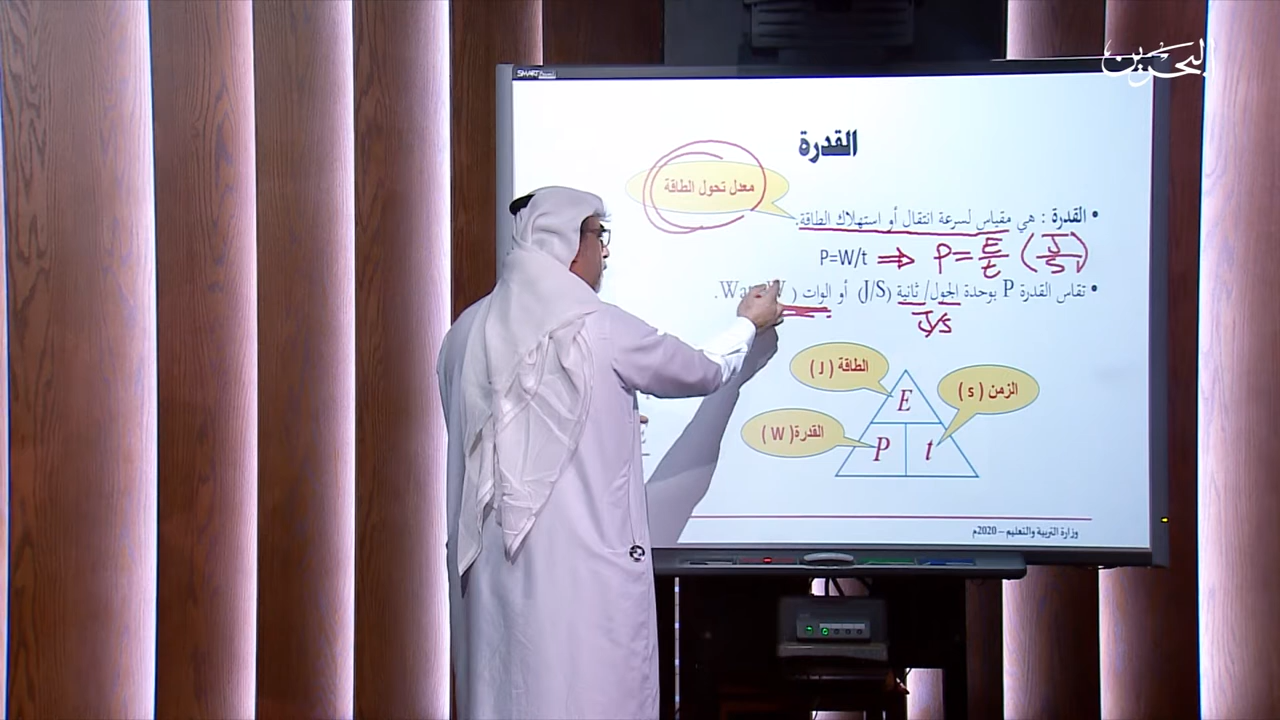 البحرين
SMART
القدرة
معدل تحول الطاقة
• القدرة : هي مقياس لسرعة انتقال أو استهلاك الطاقة.
P=W/t ⇒ P=E/t (J/s)
• تقاس القدرة P بوحدة الجول/ ثانية (J/S) أو الوات (
J/s
الطاقة ( J )
الزمن ( s )
القدرة( W )
E
P t
وزارة التربية والتعليم – 2020م